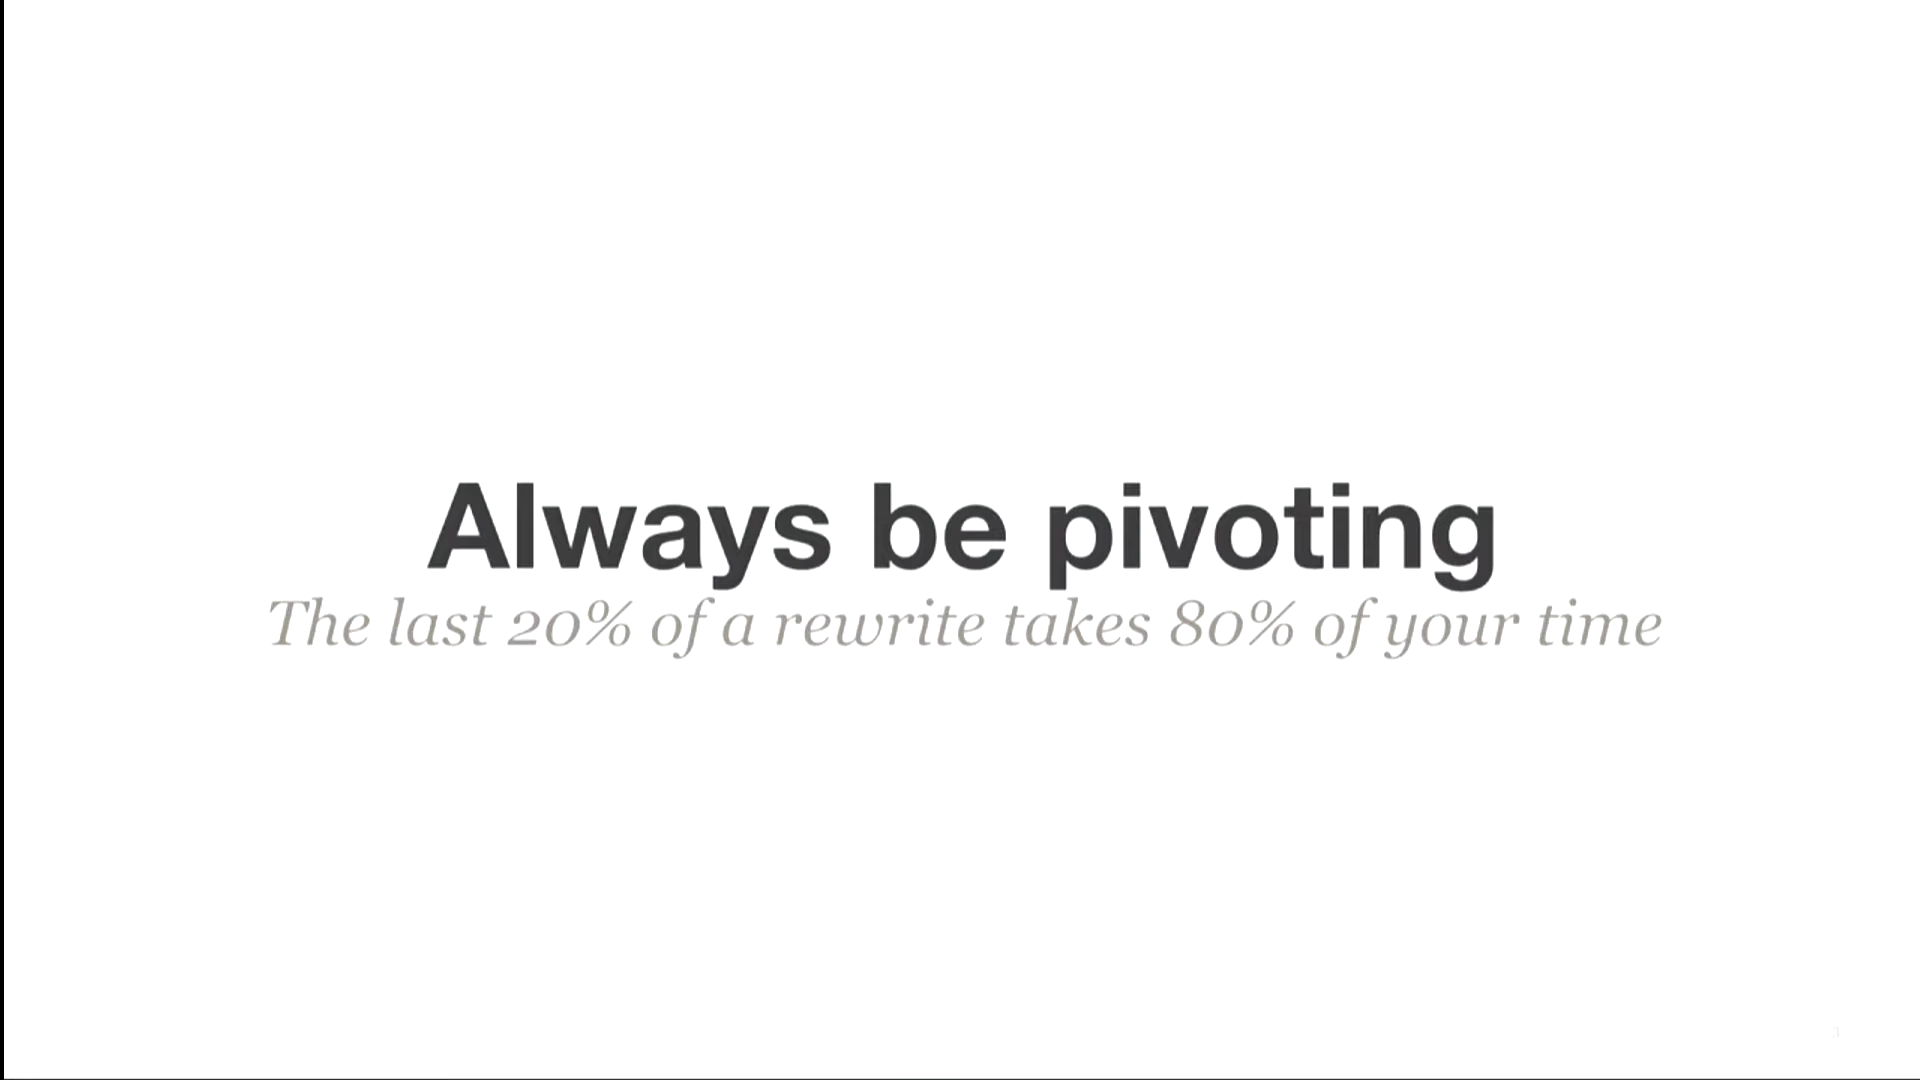 Always be pivoting
The last 20% of a rewrite takes 80% of your time